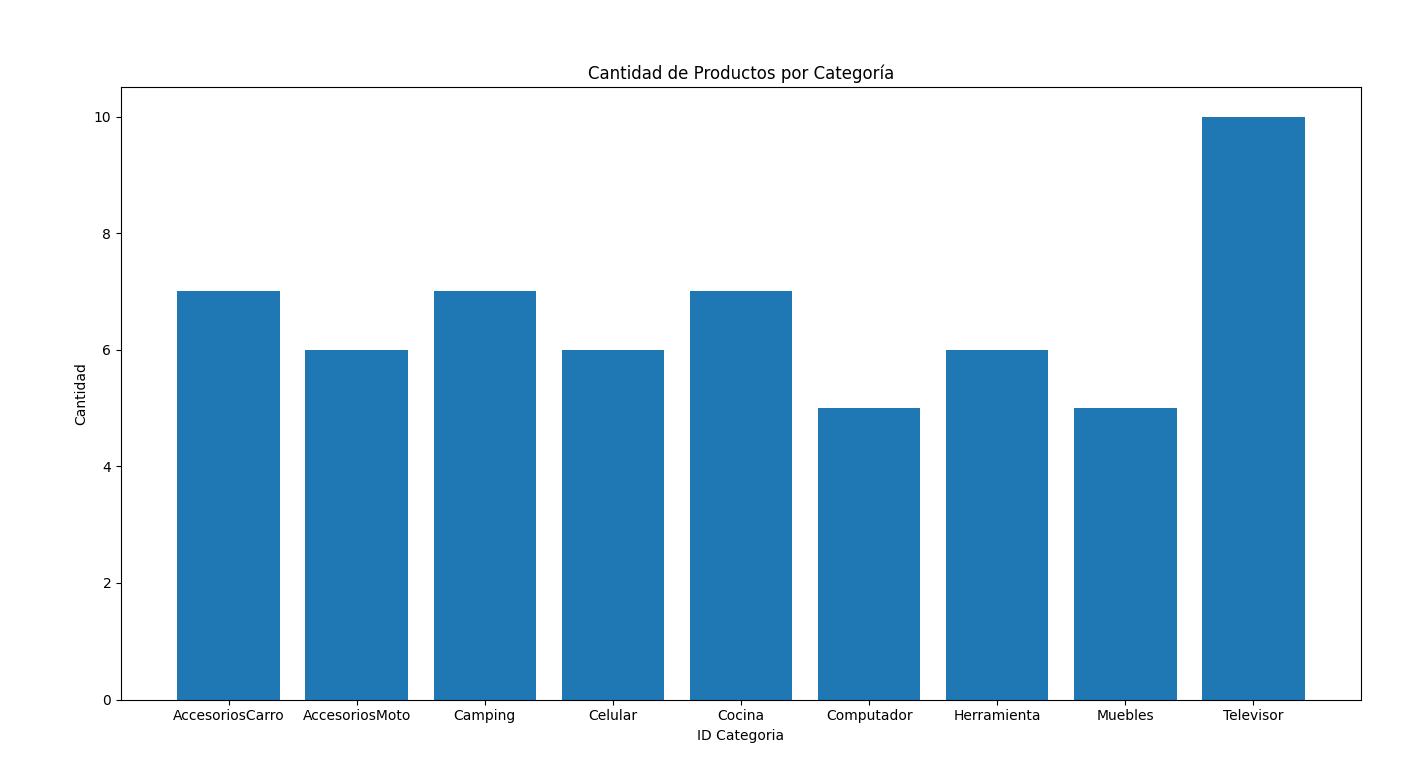 Cantidad de Productos por Categoría
10
8
6
4
2
0
Cantidad
AccesoriosCarro AccesoriosMoto Camping Celular Cocina Computador Herramienta Muebles Televisor
ID Categoria